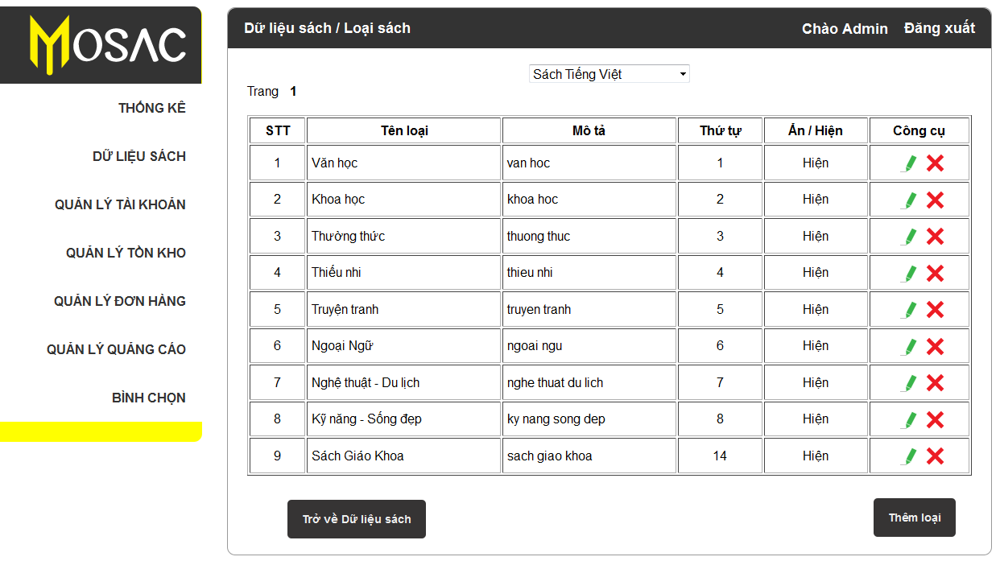 MOSAC
THỐNG KÊ
DỮ LIỆU SÁCH
QUẢN LÝ TÀI KHOẢN
QUẢN LÝ TỒN KHO
QUẢN LÝ ĐƠN HÀNG
QUẢN LÝ QUẢNG CÁO
BÌNH CHỌN
Dữ liệu sách / Loại sách Chào Admin Đăng xuất
Sách Tiếng Việt
Trang 1
STT Tên loại Mô tả Thứ tự Ẩn / Hiện Công cụ
1 Văn học van hoc 1 Hiện
2 Khoa học khoa hoc 2 Hiện
3 Thường thức thuong thuc 3 Hiện
4 Thiếu nhi thieu nhi 4 Hiện
5 Truyện tranh truyen tranh 5 Hiện
6 Ngoại Ngữ ngoai ngu 6 Hiện
7 Nghệ thuật - Du lịch nghe thuat du lich 7 Hiện
8 Kỹ năng - Sống đẹp ky nang song dep 8 Hiện
9 Sách Giáo Khoa sach giao khoa 14 Hiện
Trở về Dữ liệu sách Thêm loại